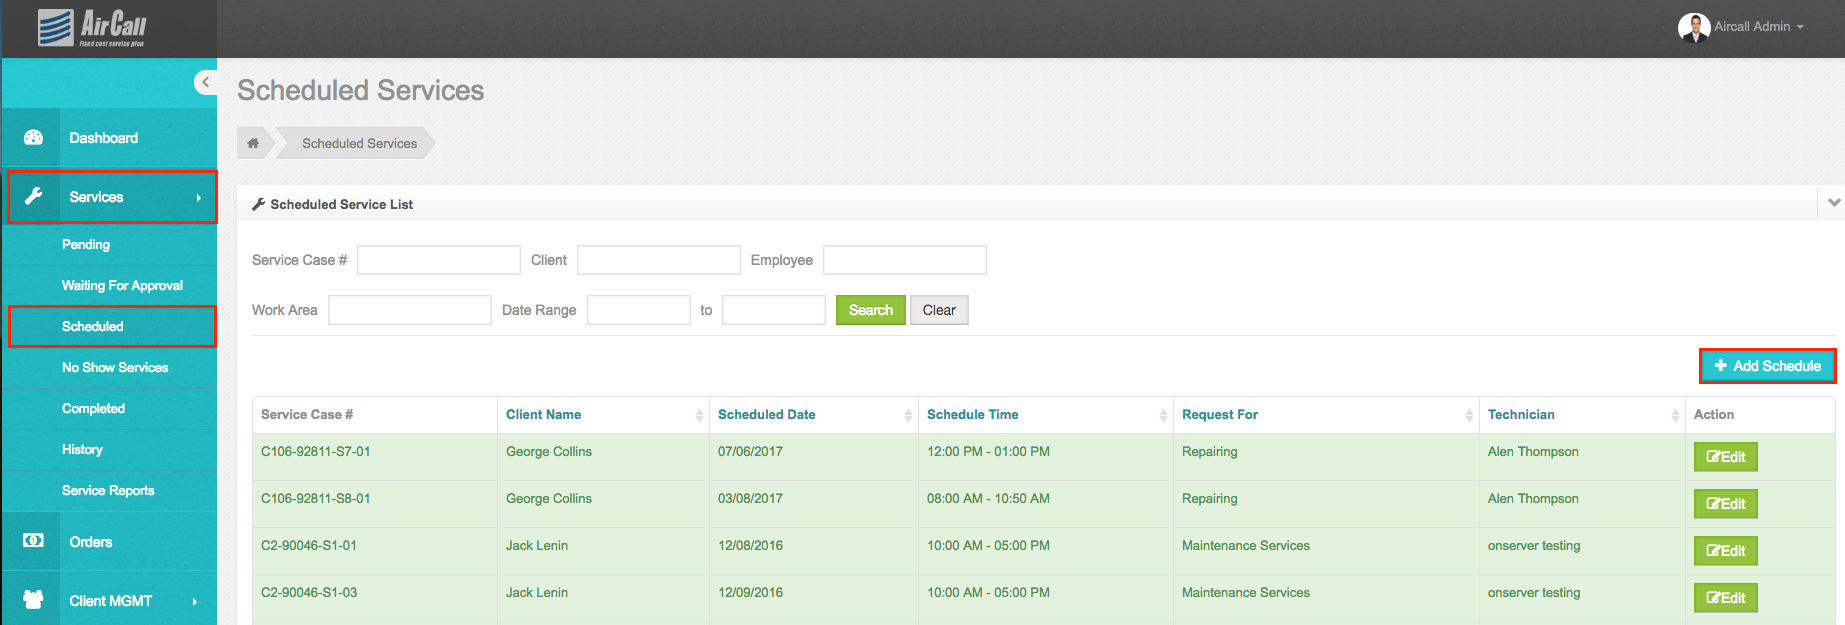 AirCall
Fixed cost service plan
Aircall Admin
Scheduled Services
Scheduled Services
Dashboard
Services
Pending
Waiting For Approval
Scheduled
No Show Services
Completed
History
Service Reports
Orders
Client MGMT
Scheduled Service List
Service Case # Client Employee
Work Area Date Range to Search Clear
Add Schedule
Service Case # Client Name Scheduled Date Schedule Time Request For Technician Action
C106-92811-S7-01 George Collins 07/06/2017 12:00 PM - 01:00 PM Repairing Alen Thompson Edit
C106-92811-S8-01 George Collins 03/08/2017 08:00 AM - 10:50 AM Repairing Alen Thompson Edit
C2-90046-S1-01 Jack Lenin 12/08/2016 10:00 AM - 05:00 PM Maintenance Services onserver testing Edit
C2-90046-S1-03 Jack Lenin 12/09/2016 10:00 AM - 05:00 PM Maintenance Services onserver testing Edit